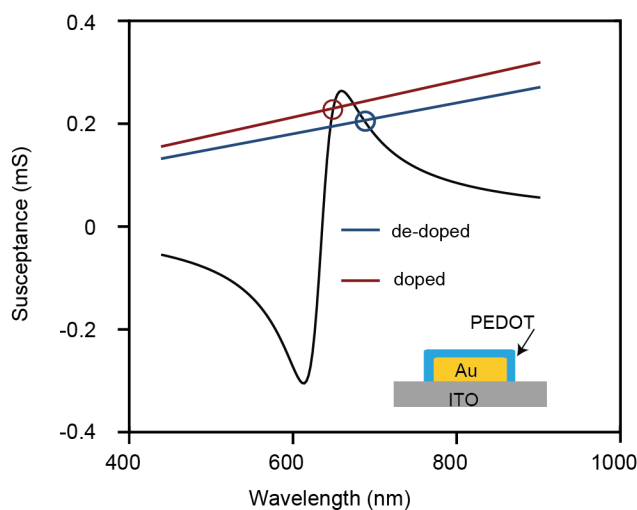 0.4
0.2
0
-0.2
-0.4
Susceptance (mS)
de-doped
doped
PEDOT
Au
ITO
400
600
800
1000
Wavelength (nm)